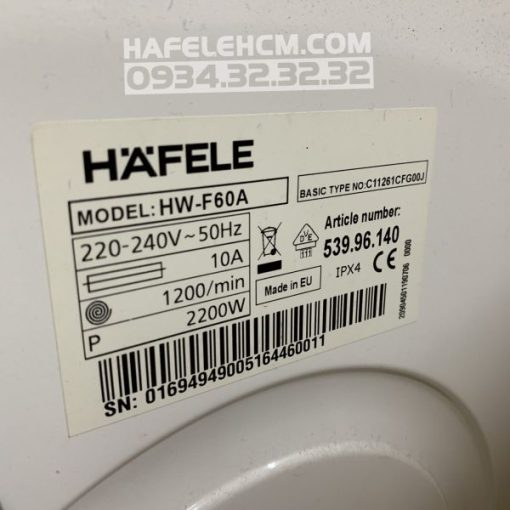 HAFELEHCM.COM
0934.32.32.32
HÄFELE
MODEL:HW-F60A
BASIC TYPE NO:C11261CFG00J
220-240V~50Hz
10A
1200/min
P 2200W
Article number:
539.96.140
IPX4 CE
Made in EU
SN: 01694949005164460011